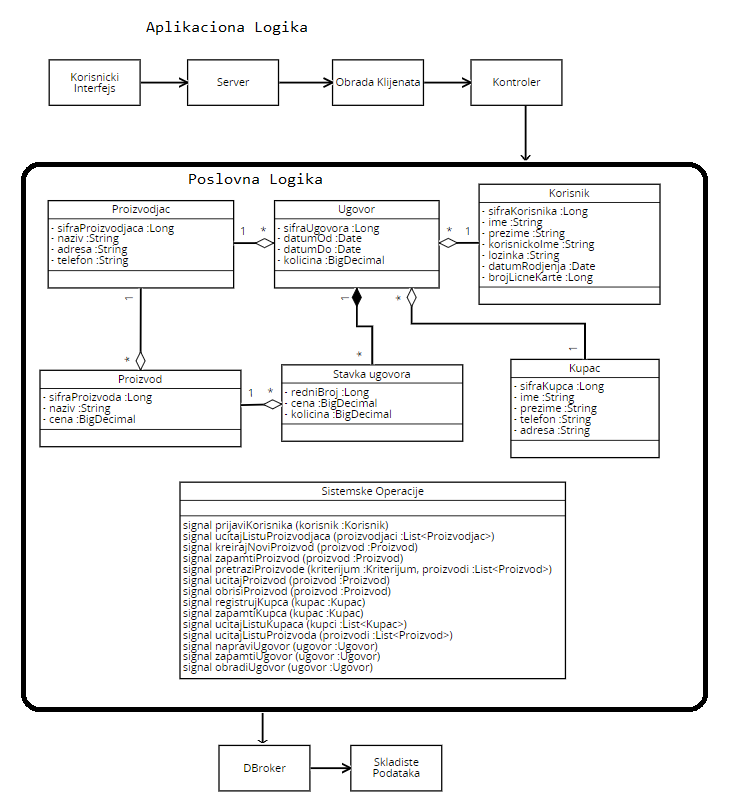 Aplikaciona Logika
Korisnicki
Interfejs
Server
Obrada Klijenata
Kontroler
Poslovna Logika
Proizvodjac
- sifraProizvodjaca :Long
- naziv :String
- adresa :String
- telefon :String
1
*
Ugovor
- sifraUgovora :Long
- datumOd :Date
- datumDo :Date
- kolicina :BigDecimal
*
1
Korisnik
- sifraKorisnika :Long
- ime :String
- prezime :String
- korisnickoIme :String
- lozinka :String
- datumRodjenja :Date
- brojLicneKarte :Long
1
*
1
*
*
1
Proizvod
- sifraProizvoda :Long
- naziv :String
- cena :BigDecimal
1
*
Stavka ugovora
- redniBroj :Long
- cena :BigDecimal
- kolicina :BigDecimal
Kupac
- sifraKupca :Long
- ime :String
- prezime :String
- telefon :String
- adresa :String
Sistemske Operacije
signal prijaviKorisnika (korisnik :Korisnik)
signal ucitajListuProizvodjaca (proizvodjaci :List<Proizvodjac>)
signal kreirajNoviProizvod (proizvod :Proizvod)
signal zapamtiProizvod (proizvod :Proizvod)
signal pretraziProizvode (kriterijum :Kriterijum, proizvodi :List<Proizvod>)
signal ucitajProizvod (proizvod :Proizvod)
signal obrisiProizvod (proizvod :Proizvod)
signal registrujKupca (kupac :Kupac)
signal zapamtiKupca (kupac :Kupac)
signal ucitajListuKupaca (kupci :List<Kupac>)
signal ucitajListuProizvoda (proizvodi :List<Proizvod>)
signal napraviUgovor (ugovor :Ugovor)
signal zapamtiUgovor (ugovor :Ugovor)
signal obradiUgovor (ugovor :Ugovor)
DBroker
Skladiste
Podataka